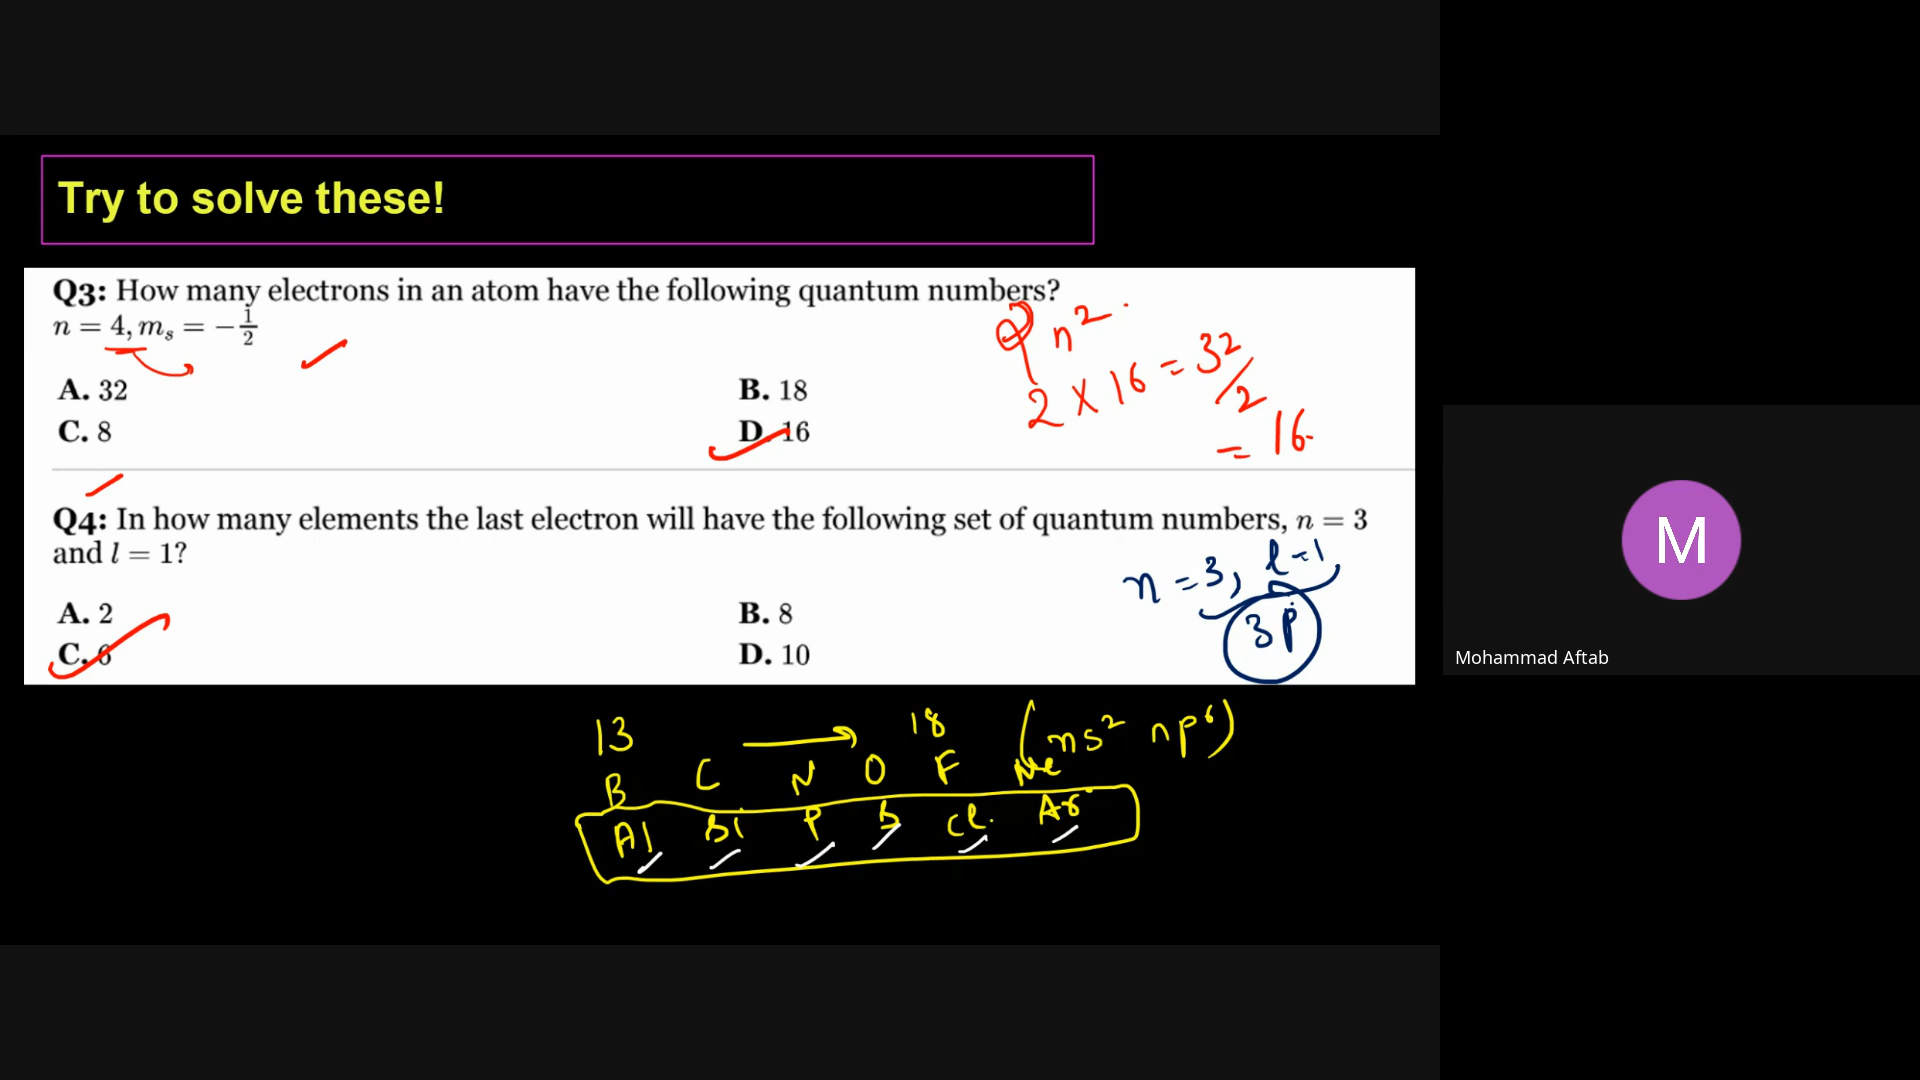 Try to solve these!
Q3: How many electrons in an atom have the following quantum numbers?
n = 4, mₛ = −1/2
A. 32
B. 18
C. 8
D. 16
2n²
2 × 16 = 32/2
= 16
Q4: In how many elements the last electron will have the following set of quantum numbers, n = 3
and l = 1?
A. 2
B. 8
C. 6
D. 10
n = 3, l = 1
3p
13 18 (ns² np⁶)
B C N O F Ne
Al Si P S Cl Ar
M
Mohammad Aftab